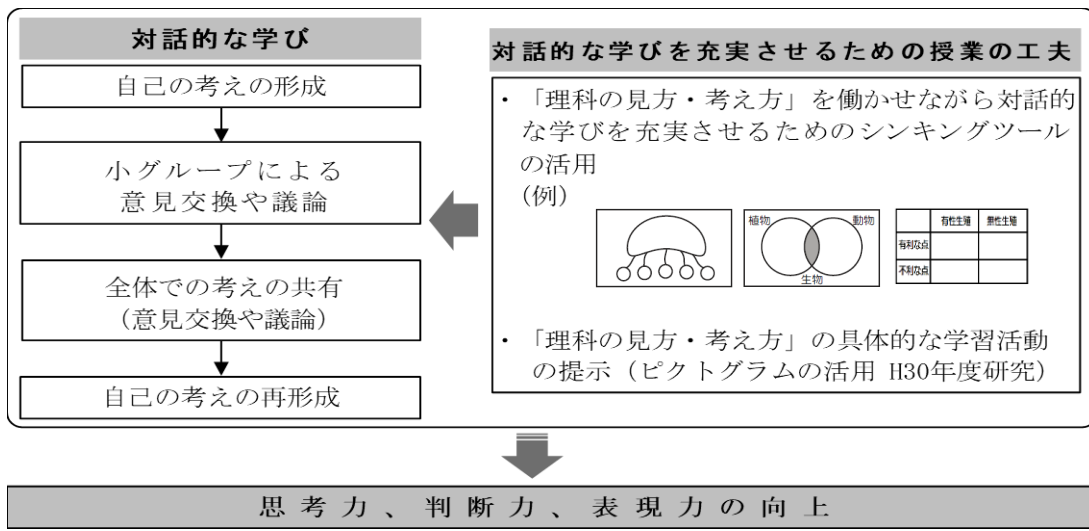 対話的な学び
自己の考えの形成
小グループによる
意見交換や議論
全体での考えの共有
（意見交換や議論）
自己の考えの再形成
対話的な学びを充実させるための授業の工夫
・「理科の見方・考え方」を働かせながら対話的
な学びを充実させるためのシンキングツール
の活用
（例）
植物
動物
生物
有性生殖 無性生殖
有利な点
不利な点
・「理科の見方・考え方」の具体的な学習活動
の提示（ピクトグラムの活用 H30年度研究）
思考力、判断力、表現力の向上